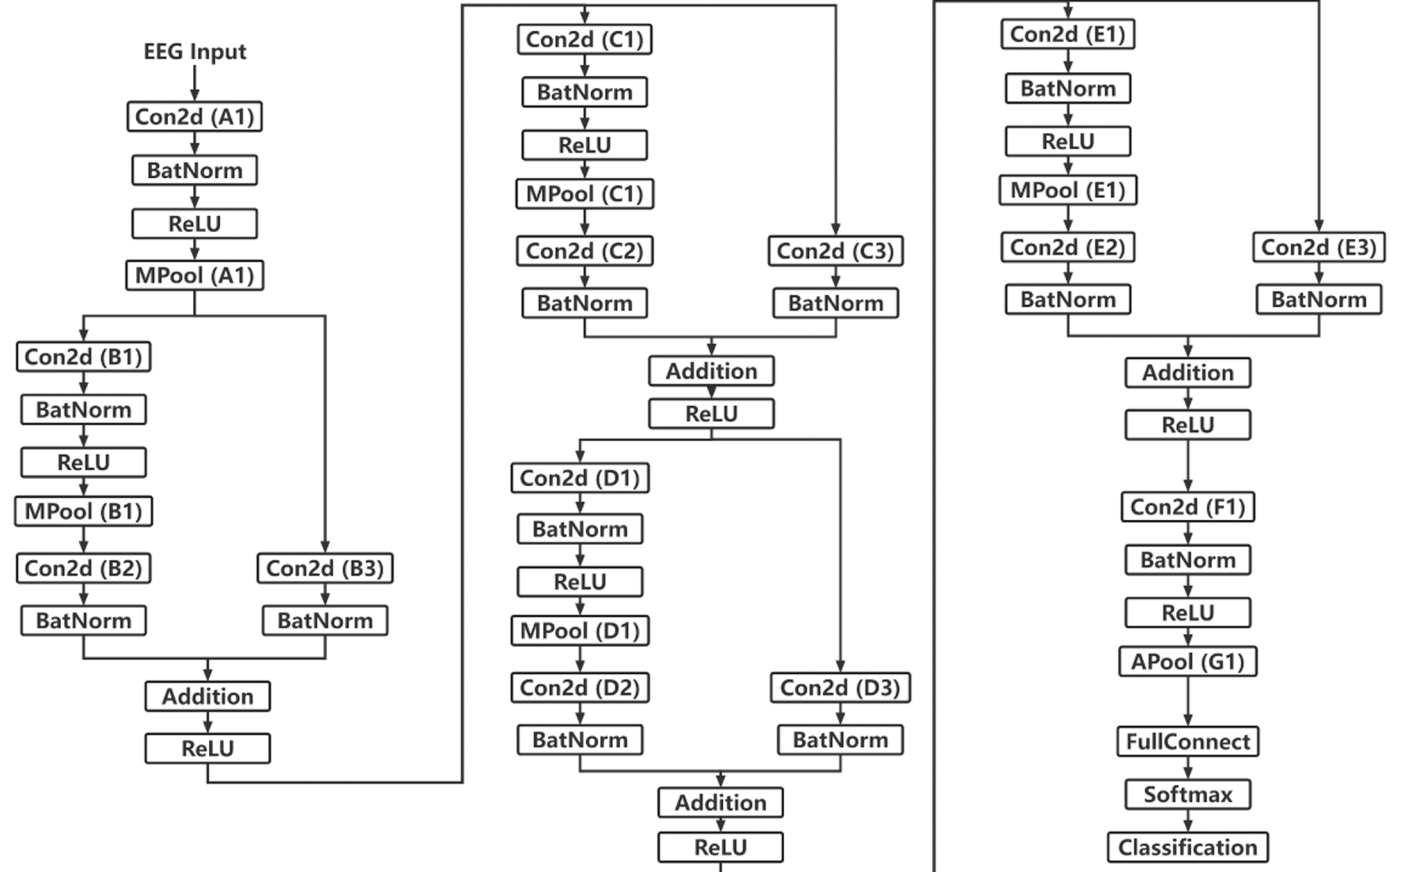 EEG Input
Con2d (A1)
BatNorm
ReLU
MPool (A1)
Con2d (B1)
BatNorm
ReLU
MPool (B1)
Con2d (B2)
BatNorm
Con2d (B3)
BatNorm
Addition
ReLU
Con2d (C1)
BatNorm
ReLU
MPool (C1)
Con2d (C2)
BatNorm
Con2d (C3)
BatNorm
Addition
ReLU
Con2d (D1)
BatNorm
ReLU
MPool (D1)
Con2d (D2)
BatNorm
Con2d (D3)
BatNorm
Addition
ReLU
Con2d (E1)
BatNorm
ReLU
MPool (E1)
Con2d (E2)
BatNorm
Con2d (E3)
BatNorm
Addition
ReLU
Con2d (F1)
BatNorm
ReLU
APool (G1)
FullConnect
Softmax
Classification